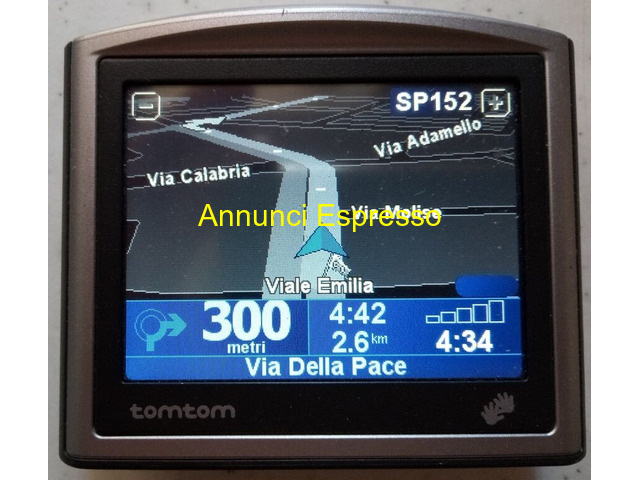 SP152
Via Adamello
Via Calabria
Via Molise
Annunci Espresso
Viale Emilia
300
metri
4:42
2.6 km
4:34
Via Della Pace
tomtom